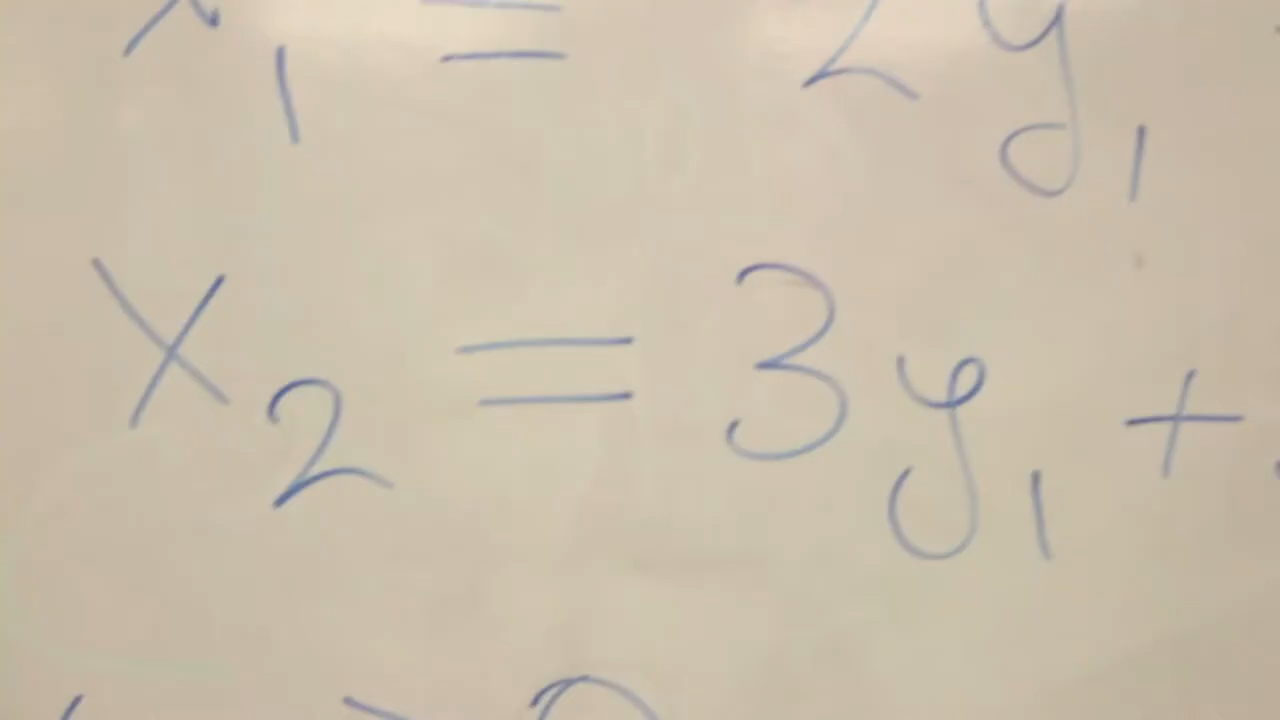 x₁ = 2y₁
x₂ = 3y₁ +